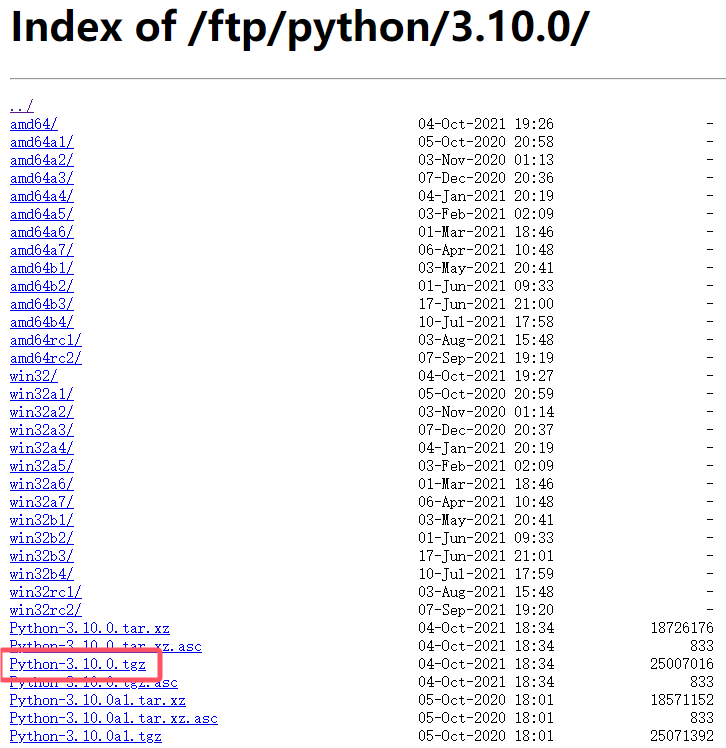 Index of /ftp/python/3.10.0/
../
amd64/ 04-Oct-2021 19:26 -
amd64a1/ 05-Oct-2020 20:58 -
amd64a2/ 03-Nov-2020 01:13 -
amd64a3/ 07-Dec-2020 20:36 -
amd64a4/ 04-Jan-2021 20:19 -
amd64a5/ 03-Feb-2021 02:09 -
amd64a6/ 01-Mar-2021 18:46 -
amd64a7/ 06-Apr-2021 10:48 -
amd64b1/ 03-May-2021 20:41 -
amd64b2/ 01-Jun-2021 09:33 -
amd64b3/ 17-Jun-2021 21:00 -
amd64b4/ 10-Jul-2021 17:58 -
amd64rc1/ 03-Aug-2021 15:48 -
amd64rc2/ 07-Sep-2021 19:19 -
win32/ 04-Oct-2021 19:27 -
win32a1/ 05-Oct-2020 20:59 -
win32a2/ 03-Nov-2020 01:14 -
win32a3/ 07-Dec-2020 20:37 -
win32a4/ 04-Jan-2021 20:19 -
win32a5/ 03-Feb-2021 02:09 -
win32a6/ 01-Mar-2021 18:46 -
win32a7/ 06-Apr-2021 10:48 -
win32b1/ 03-May-2021 20:41 -
win32b2/ 01-Jun-2021 09:33 -
win32b3/ 17-Jun-2021 21:01 -
win32b4/ 10-Jul-2021 17:59 -
win32rc1/ 03-Aug-2021 15:48 -
win32rc2/ 07-Sep-2021 19:20 -
Python-3.10.0.tar.xz 04-Oct-2021 18:34 18726176
Python-3.10.0.tar.xz.asc 04-Oct-2021 18:34 833
Python-3.10.0.tgz 04-Oct-2021 18:34 25007016
Python-3.10.0.tgz.asc 04-Oct-2021 18:34 833
Python-3.10.0a1.tar.xz 05-Oct-2020 18:01 18571152
Python-3.10.0a1.tar.xz.asc 05-Oct-2020 18:01 833
Python-3.10.0a1.tgz 05-Oct-2020 18:01 25071392